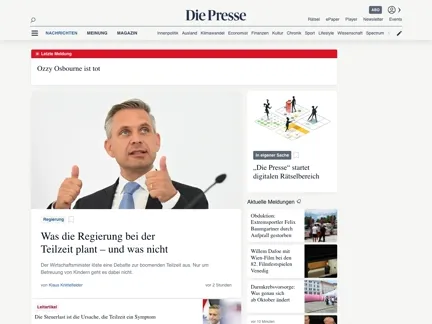 Die Presse
ABO
Rätsel ePaper Player Newsletter Events
NACHRICHTEN MEINUNG MAGAZIN
Innenpolitik Ausland Klimawandel Economist Finanzen Kultur Chronik Sport Lifestyle Wissenschaft Spectrum
Letzte Meldung
Ozzy Osbourne ist tot
Regierung
Was die Regierung bei der
Teilzeit plant – und was nicht
Der Wirtschaftsminister löste eine Debatte zur boomenden Teilzeit aus. Nur um
Betreuung von Kindern geht es dabei nicht.
von Klaus Knittelfelder
vor 2 Stunden
Leitartikel
Die Steuerlast ist die Ursache, die Teilzeit ein Symptom
In eigener Sache
„Die Presse“ startet
digitalen Rätselbereich
Aktuelle Meldungen
Obduktion:
Extremsportler Felix
Baumgartner durch
Aufprall gestorben
Willem Dafoe mit
Wien-Film bei den
82. Filmfestspielen
Venedig
Darmkrebsvorsorge:
Was genau sich
ab Oktober ändert
vor 19 Minuten